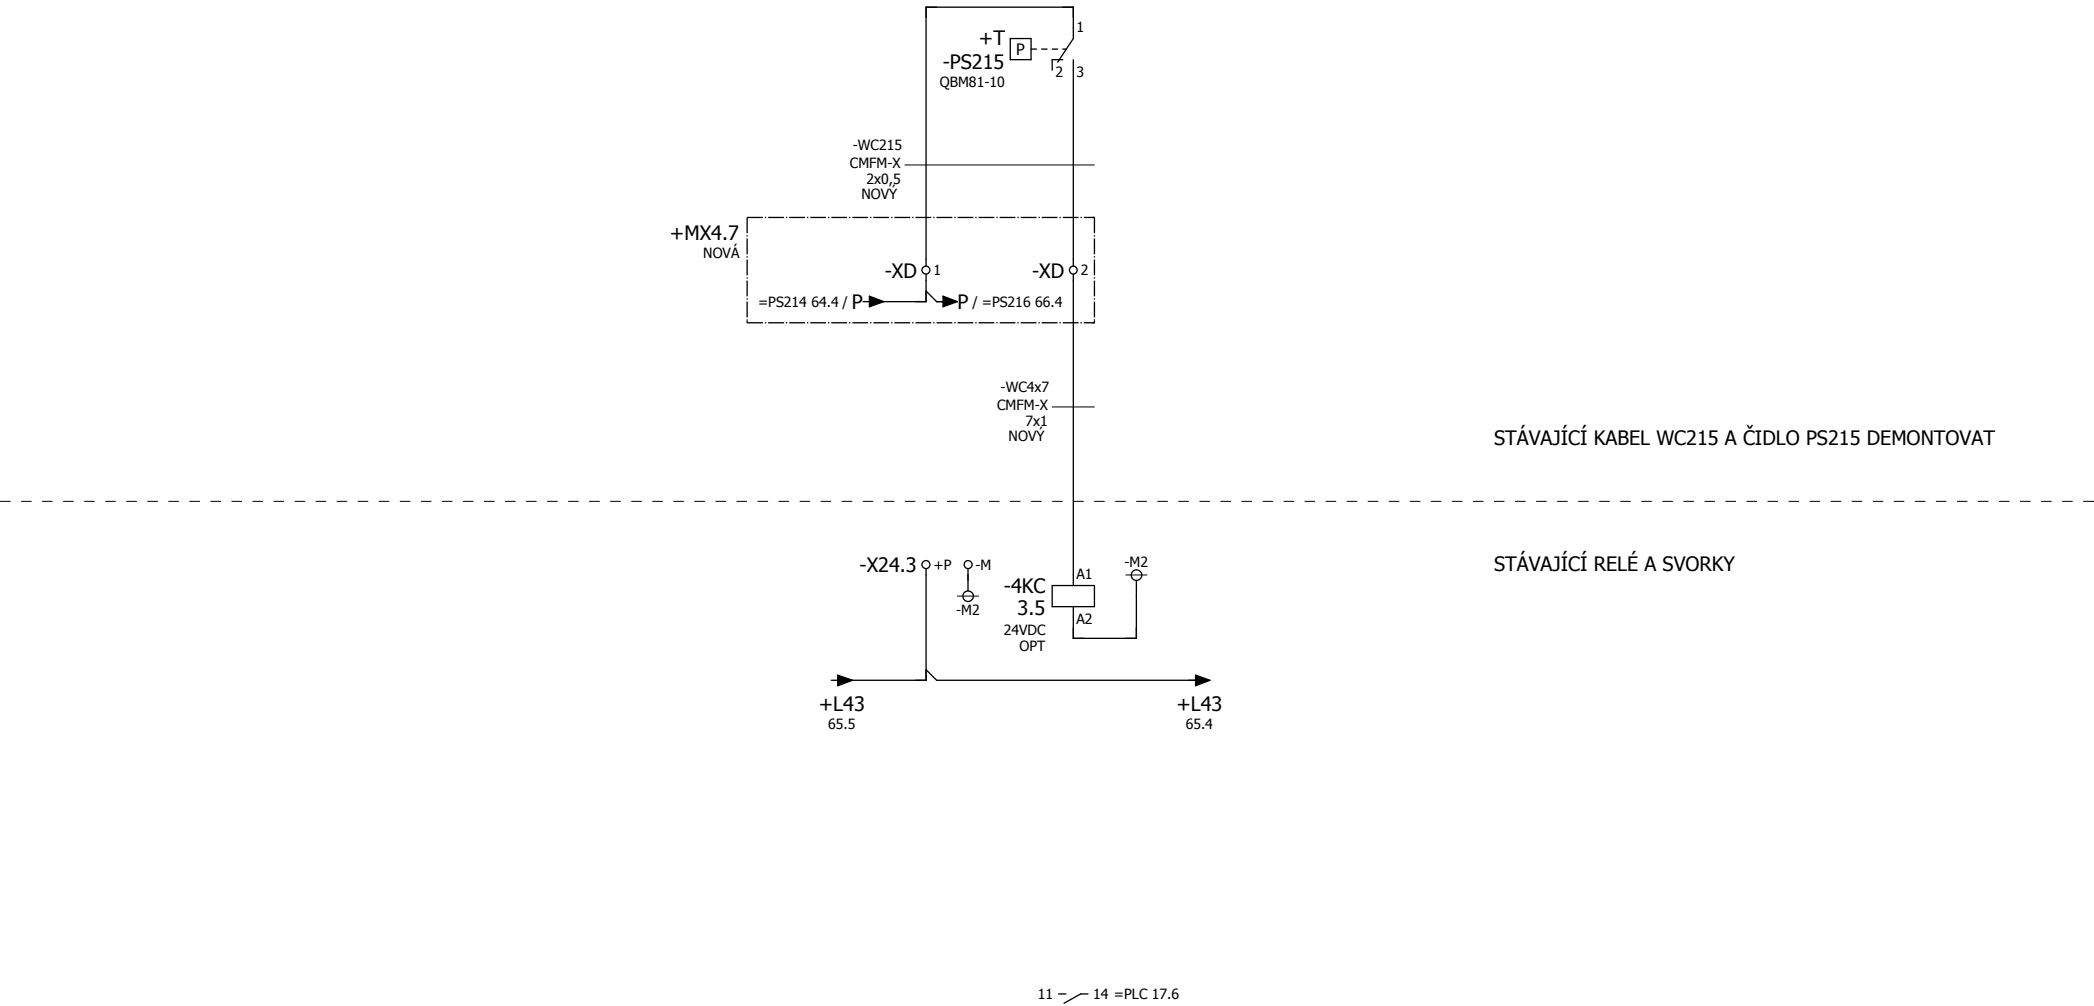 1
+T
P
-PS215
2
3
QBM81-10
-WC215
CMFM-X
2x0,5
NOVÝ
+MX4.7
NOVÁ
-XD 1
-XD 2
=PS214 64.4 / P
P / =PS216 66.4
-WC4x7
CMFM-X
7x1
NOVÝ
STÁVAJÍCÍ KABEL WC215 A ČIDLO PS215 DEMONTOVAT
-X24.3 +P -M
-M2
A1
-4KC
3.5
A2
24VDC
OPT
-M2
STÁVAJÍCÍ RELÉ A SVORKY
+L43
65.5
+L43
65.4
11 14 =PLC 17.6